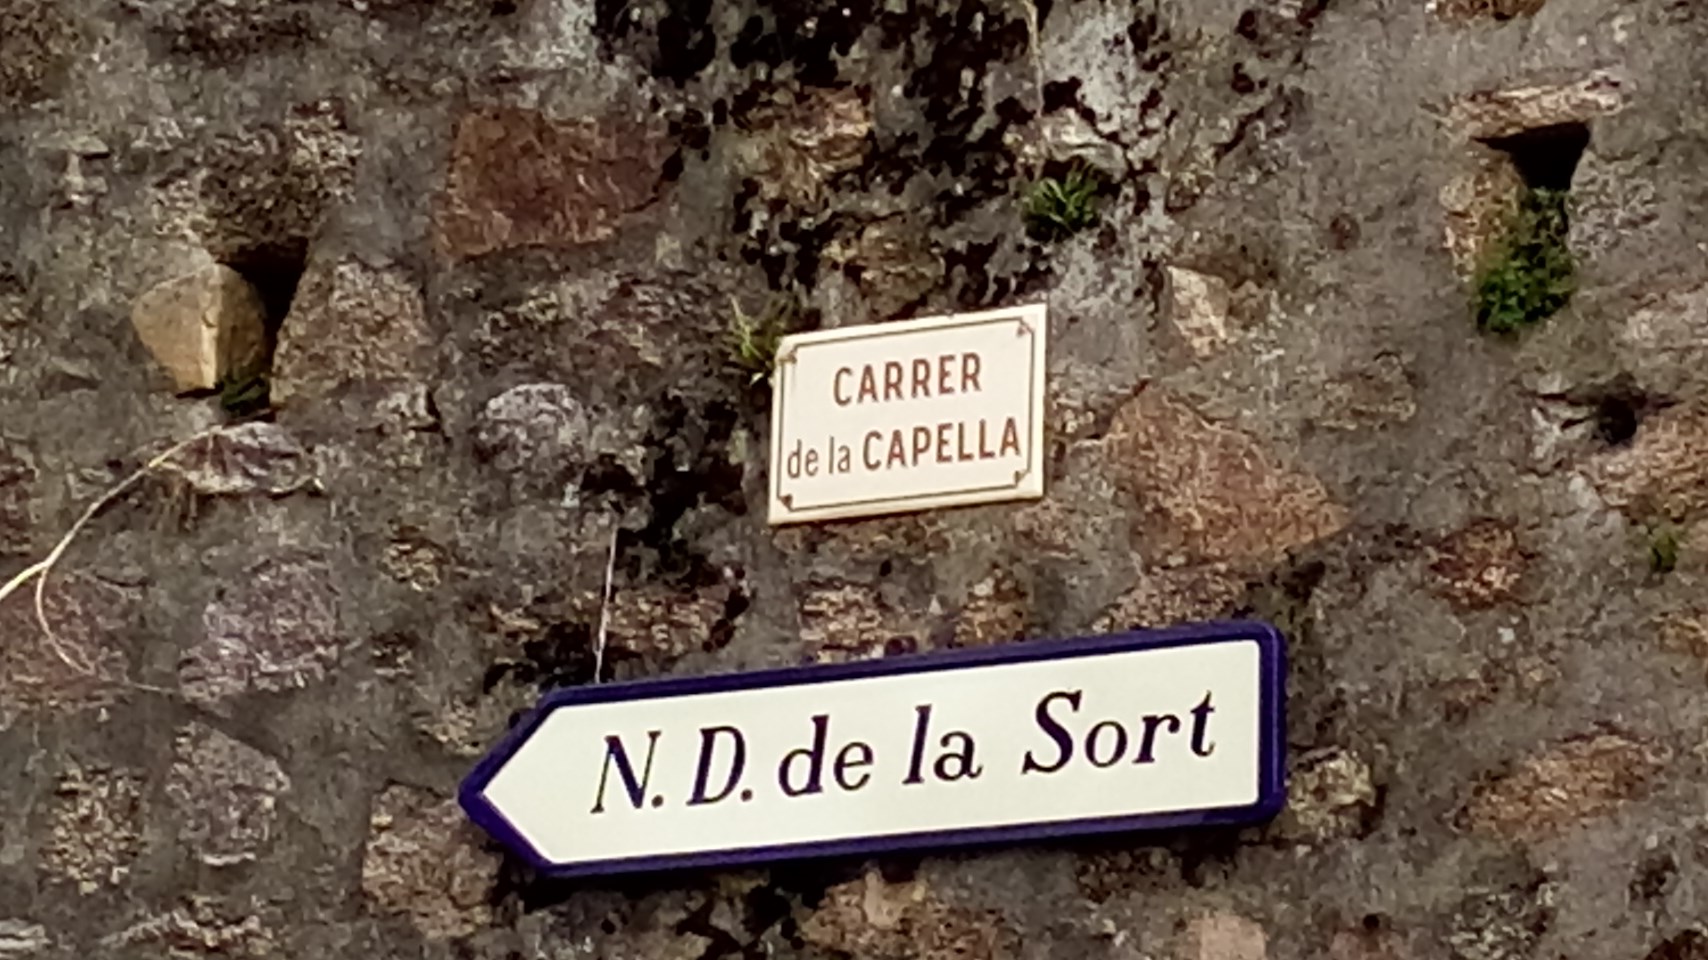 CARRER
de la CAPELLA
N. D. de la Sort